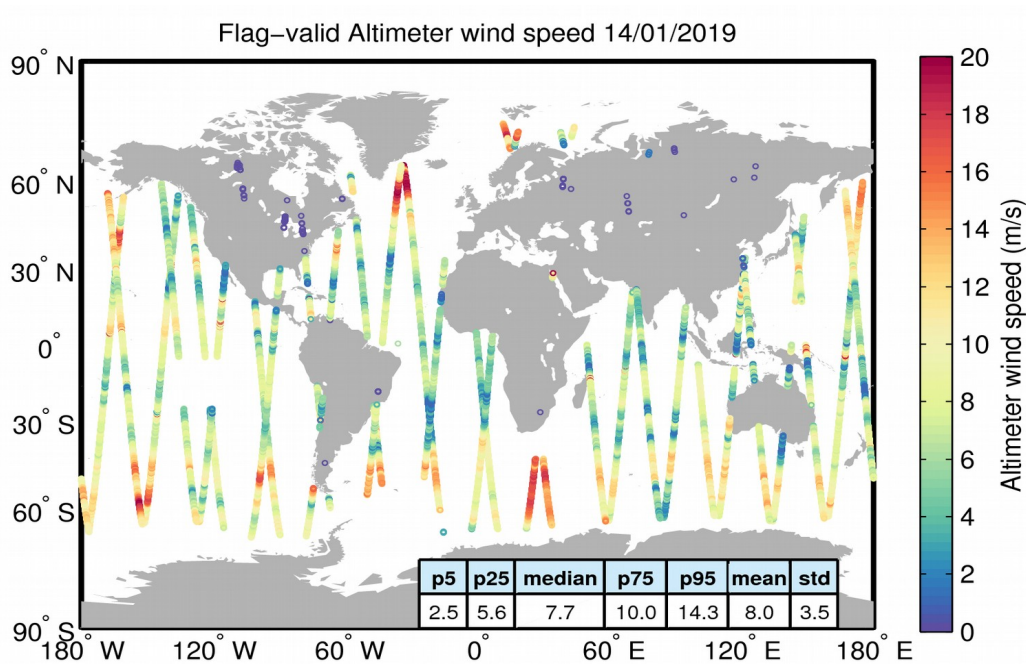 Flag-valid Altimeter wind speed 14/01/2019
90° N
60° N
30° N
0°
30° S
60° S
90° S
180° W
120° W
60° W
0°
60° E
120° E
180° E
p5 p25 median p75 p95 mean std
2.5 5.6 7.7 10.0 14.3 8.0 3.5
20
18
16
14
12
10
8
6
4
2
0
Altimeter wind speed (m/s)